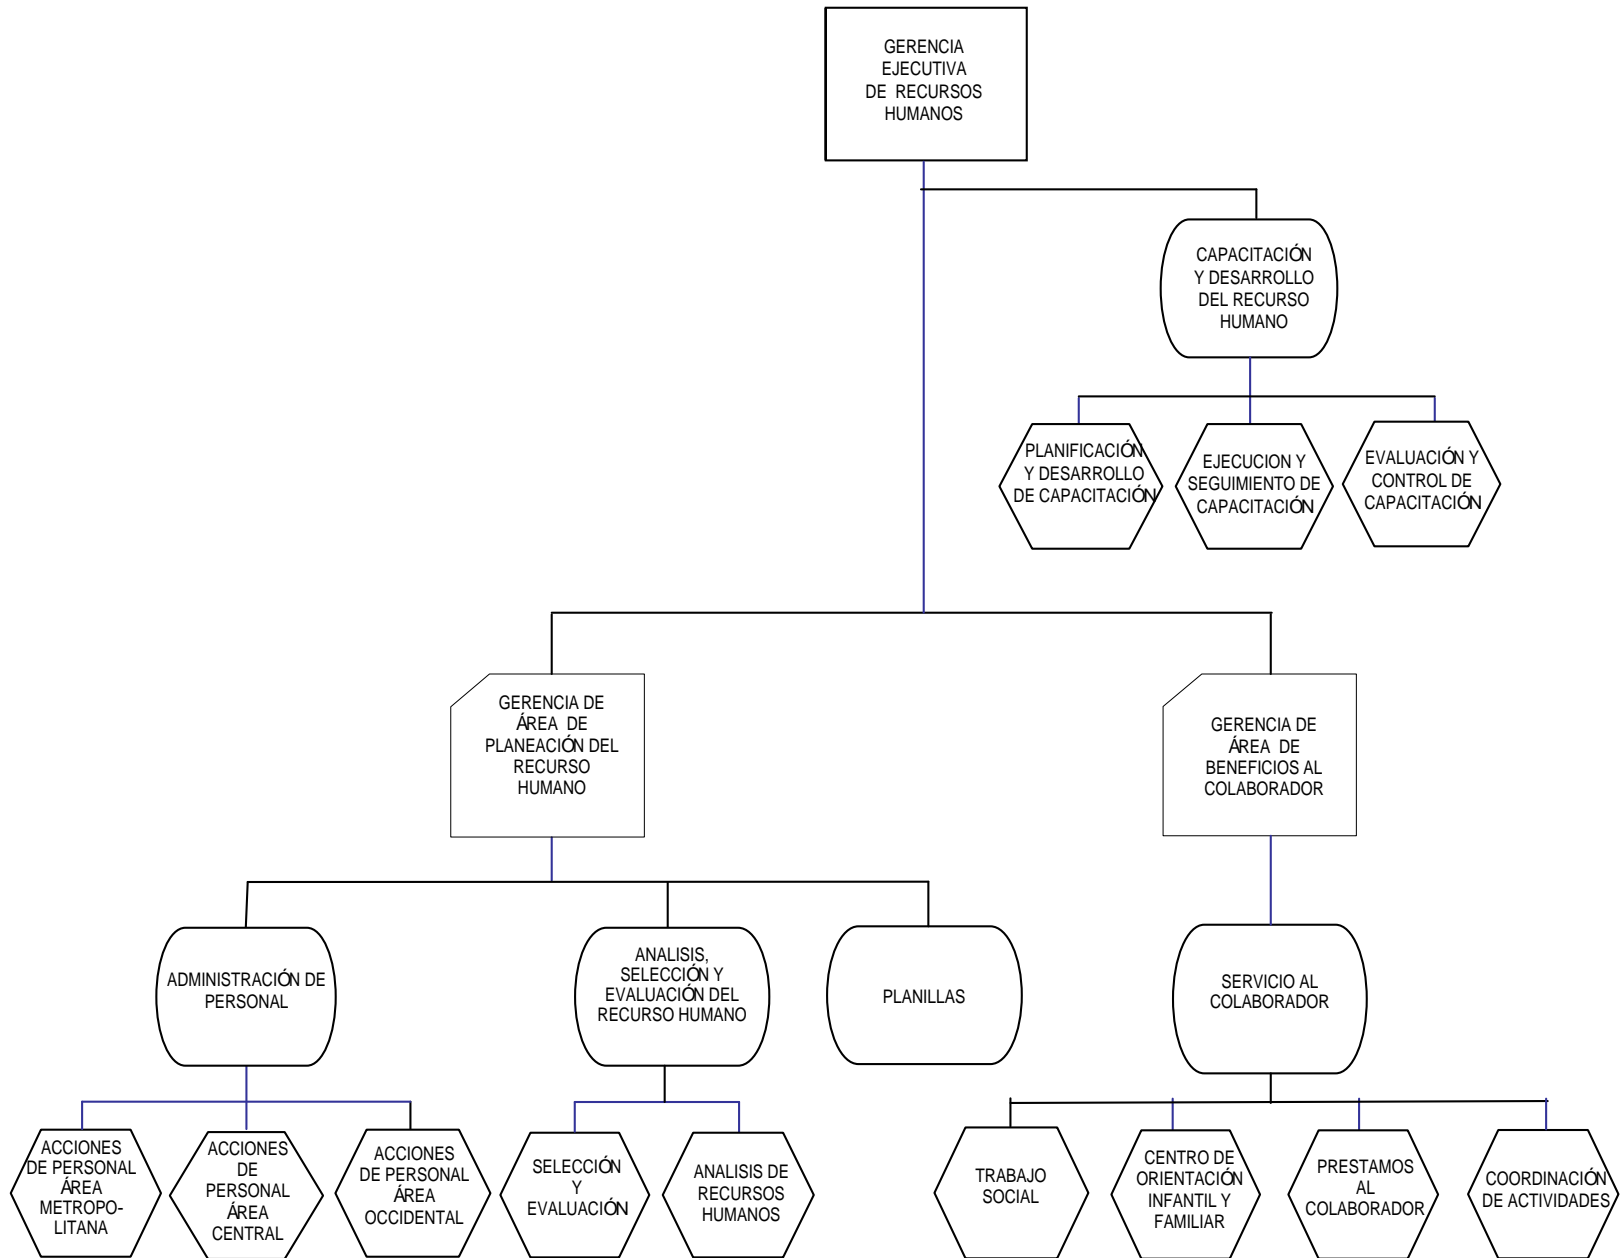 GERENCIA
EJECUTIVA
DE RECURSOS
HUMANOS
CAPACITACIÓN
Y DESARROLLO
DEL RECURSO
HUMANO
PLANIFICACIÓN
Y DESARROLLO
DE CAPACITACIÓN
EJECUCION Y
SEGUIMIENTO DE
CAPACITACIÓN
EVALUACIÓN Y
CONTROL DE
CAPACITACIÓN
GERENCIA DE
ÁREA DE
PLANEACIÓN DEL
RECURSO
HUMANO
GERENCIA DE
ÁREA DE
BENEFICIOS AL
COLABORADOR
ADMINISTRACIÓN DE
PERSONAL
ANALISIS,
SELECCIÓN Y
EVALUACIÓN DEL
RECURSO HUMANO
PLANILLAS
SERVICIO AL
COLABORADOR
ACCIONES
DE PERSONAL
ÁREA
METROPO-
LITANA
ACCIONES
DE
PERSONAL
ÁREA
CENTRAL
ACCIONES
DE PERSONAL
ÁREA
OCCIDENTAL
SELECCIÓN
Y
EVALUACIÓN
ANALISIS DE
RECURSOS
HUMANOS
TRABAJO
SOCIAL
CENTRO DE
ORIENTACIÓN
INFANTIL Y
FAMILIAR
PRESTAMOS
AL
COLABORADOR
COORDINACIÓN
DE ACTIVIDADES